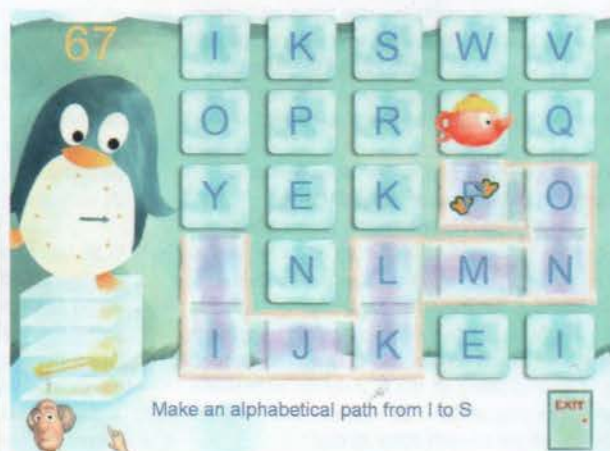 67
I K S W V
O P R Q
Y E K O
N L M N
I J K E I
Make an alphabetical path from I to S
EXIT